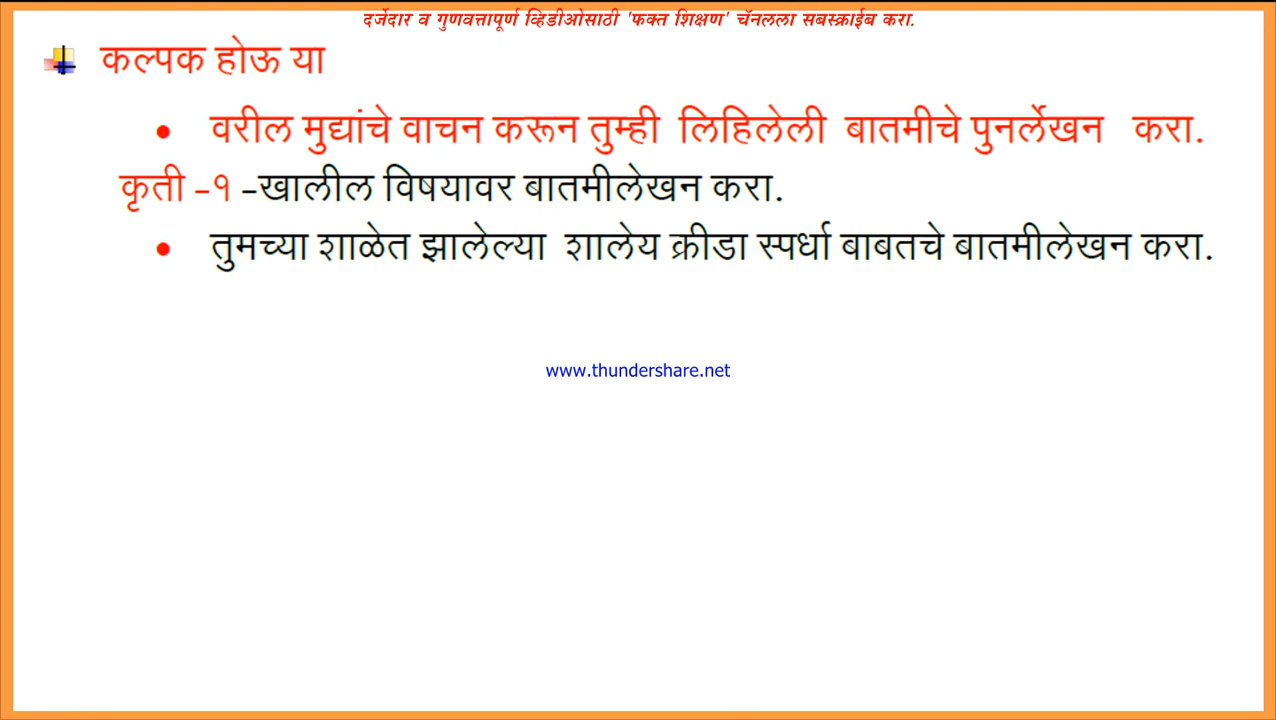 दर्जेदार व गुणवत्तापूर्ण व्हिडीओसाठी 'फक्त शिक्षण' चॅनलला सबस्क्राईब करा.
कल्पक होऊ या
• वरील मुद्यांचे वाचन करून तुम्ही लिहिलेली बातमीचे पुनर्लेखन करा.
कृती –१ –खालील विषयावर बातमीलेखन करा.
• तुमच्या शाळेत झालेल्या शालेय क्रीडा स्पर्धा बाबतचे बातमीलेखन करा.
www.thundershare.net